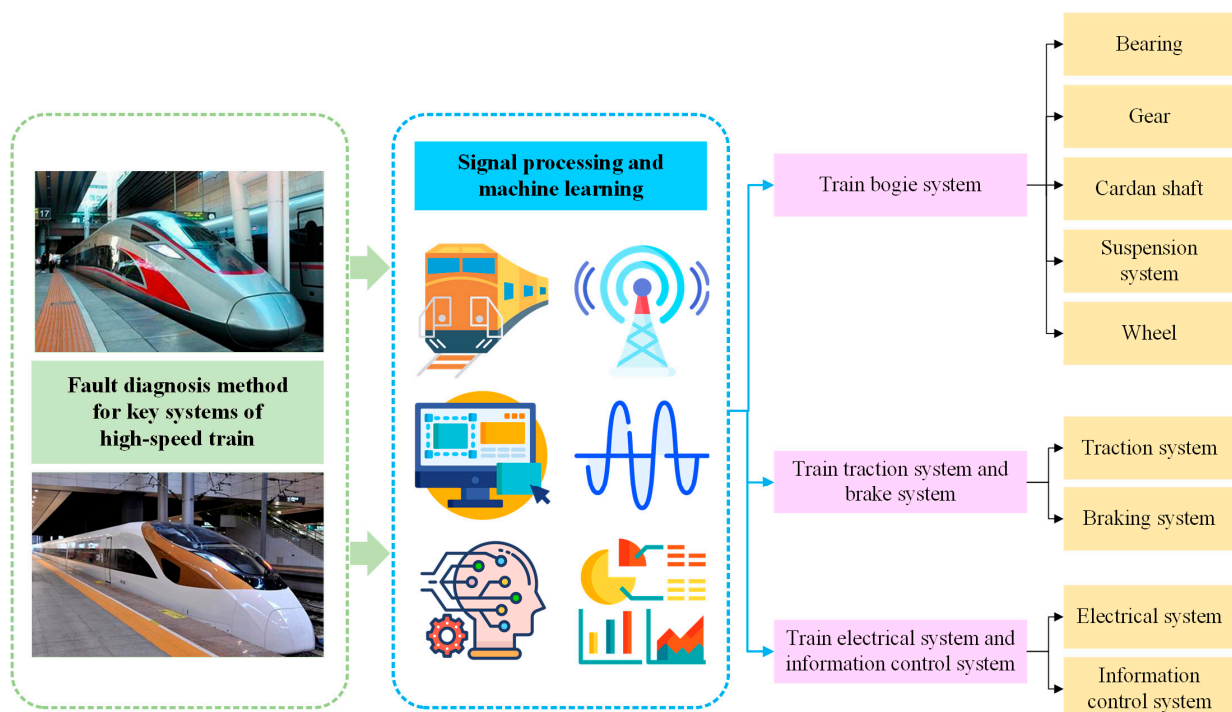 17
Fault diagnosis method
for key systems of
high-speed train
Signal processing and
machine learning
Train bogie system
Bearing
Gear
Cardan shaft
Suspension
system
Wheel
Train traction system and
brake system
Traction system
Braking system
Train electrical system and
information control system
Electrical system
Information
control system